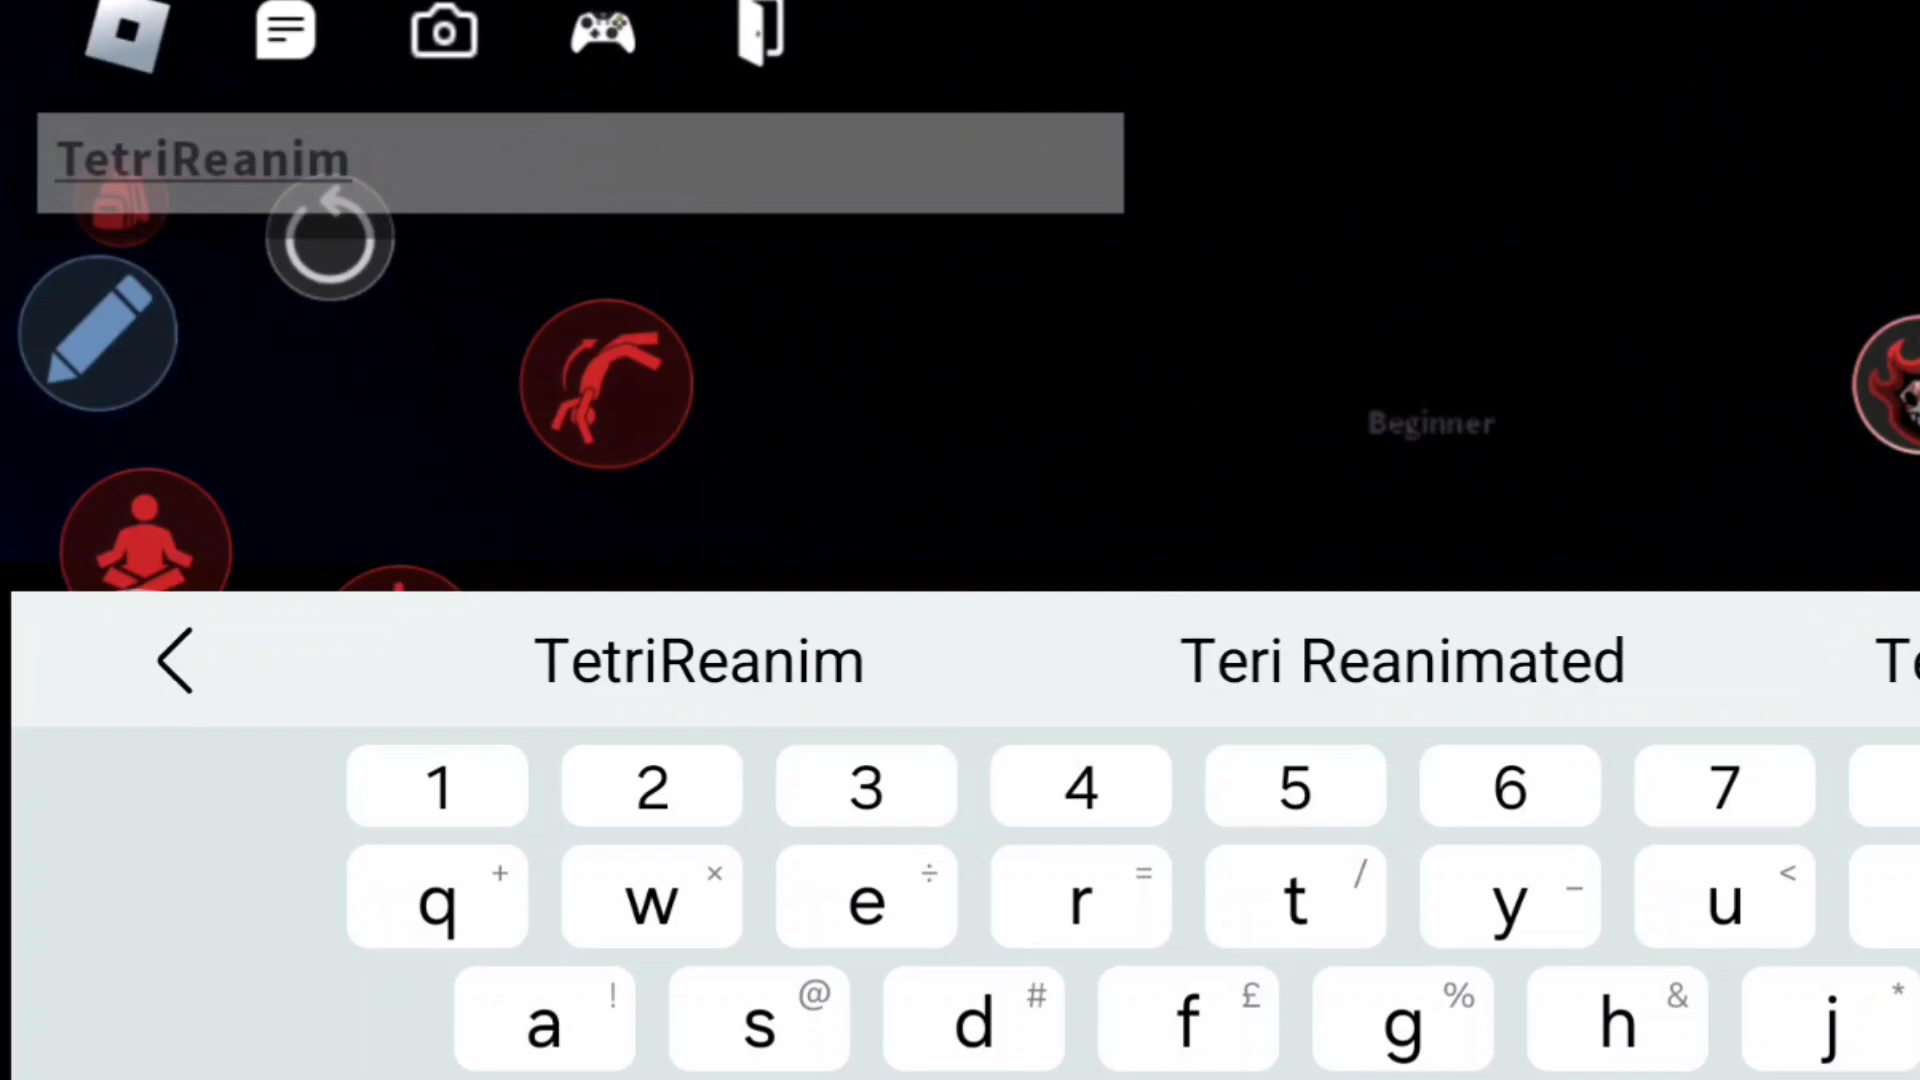 TetriReanim
Beginner
TetriReanim Teri Reanimated
1 2 3 4 5 6 7
q + w × e ÷ r = t / y – u <
a ! s @ d # f £ g % h & j *